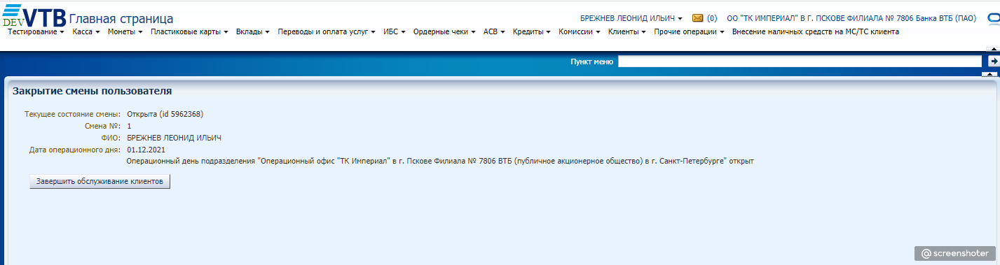 DEV VTB Главная страница
БРЕЖНЕВ ЛЕОНИД ИЛЬИЧ (0) ОО "ТК ИМПЕРИАЛ" В Г. ПСКОВЕ ФИЛИАЛА № 7806 Банка ВТБ (ПАО)
Тестирование Касса Монеты Пластиковые карты Вклады Переводы и оплата услуг ИБС Ордерные чеки АСВ Кредиты Комиссии Клиенты Прочие операции Внесение наличных средств на МС/ТС клиента
Пункт меню
Закрытие смены пользователя
Текущее состояние смены: Открыта (id 5962368)
Смена №: 1
ФИО: БРЕЖНЕВ ЛЕОНИД ИЛЬИЧ
Дата операционного дня: 01.12.2021
Операционный день подразделения "Операционный офис "ТК Империал" в г. Пскове Филиала № 7806 ВТБ (публичное акционерное общество) в г. Санкт-Петербурге" открыт
Завершить обслуживание клиентов
@screenshoter